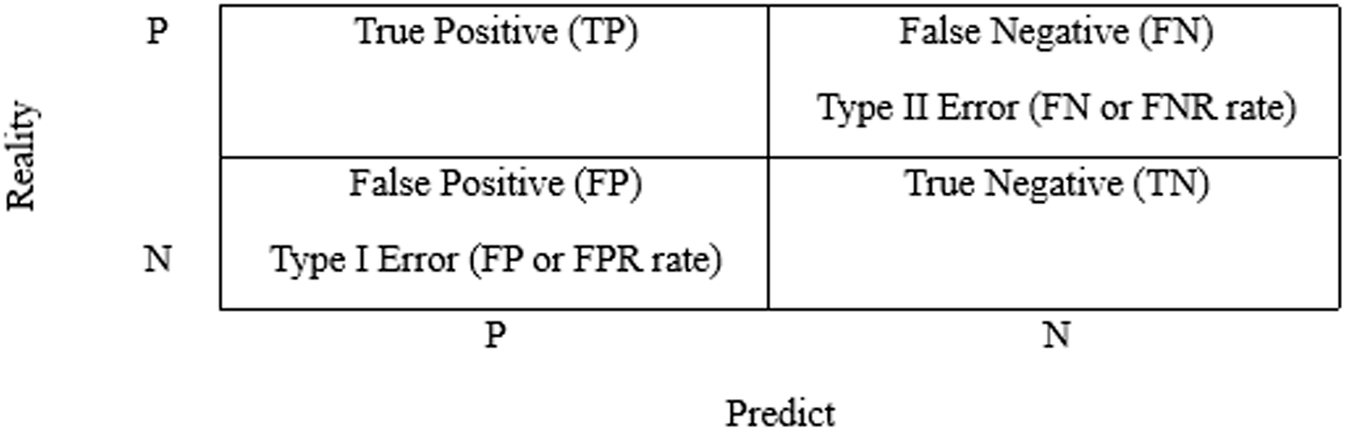 P
True Positive (TP)
False Negative (FN)
Type II Error (FN or FNR rate)
Reality
False Positive (FP)
True Negative (TN)
N
Type I Error (FP or FPR rate)
P
N
Predict